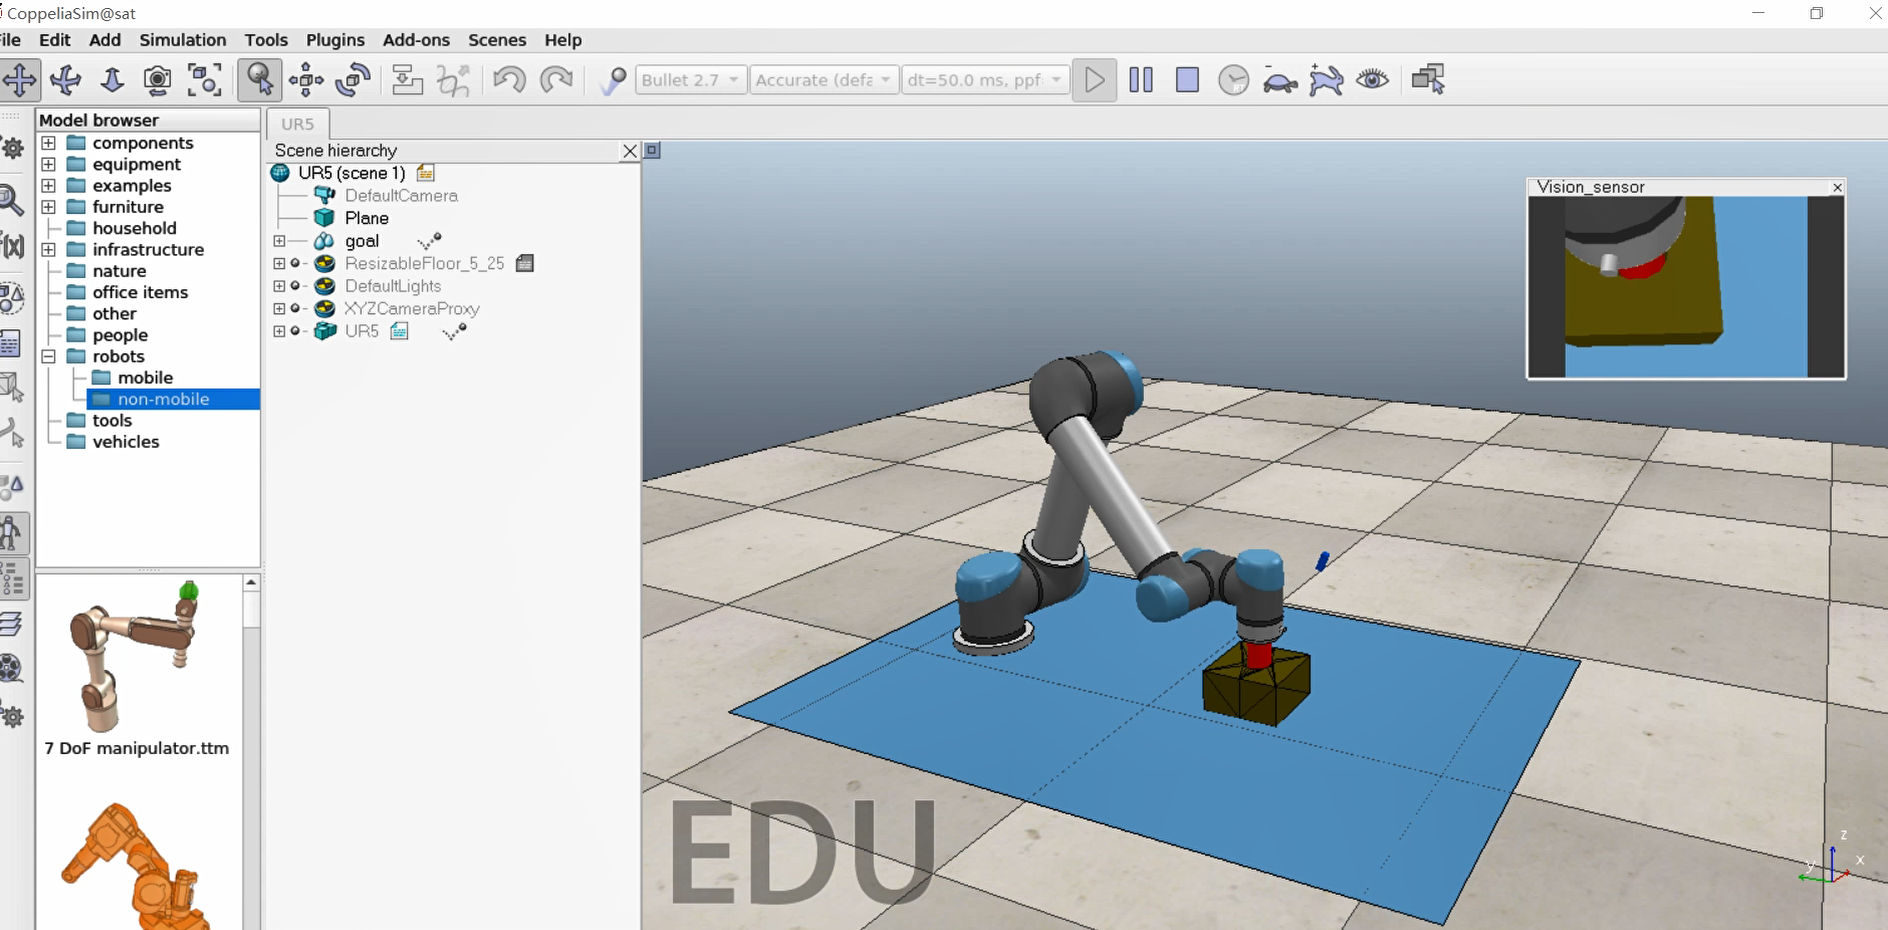 CoppeliaSim@sat
File Edit Add Simulation Tools Plugins Add-ons Scenes Help
Bullet 2.7 Accurate (defa dt=50.0 ms, ppf
Model browser
components
equipment
examples
furniture
household
infrastructure
nature
office items
other
people
robots
mobile
non-mobile
tools
vehicles
7 DoF manipulator.ttm
UR5
Scene hierarchy
UR5 (scene 1)
DefaultCamera
Plane
goal
ResizableFloor_5_25
DefaultLights
XYZCameraProxy
UR5
Vision_sensor
EDU
z
y
x
f(x)
RT